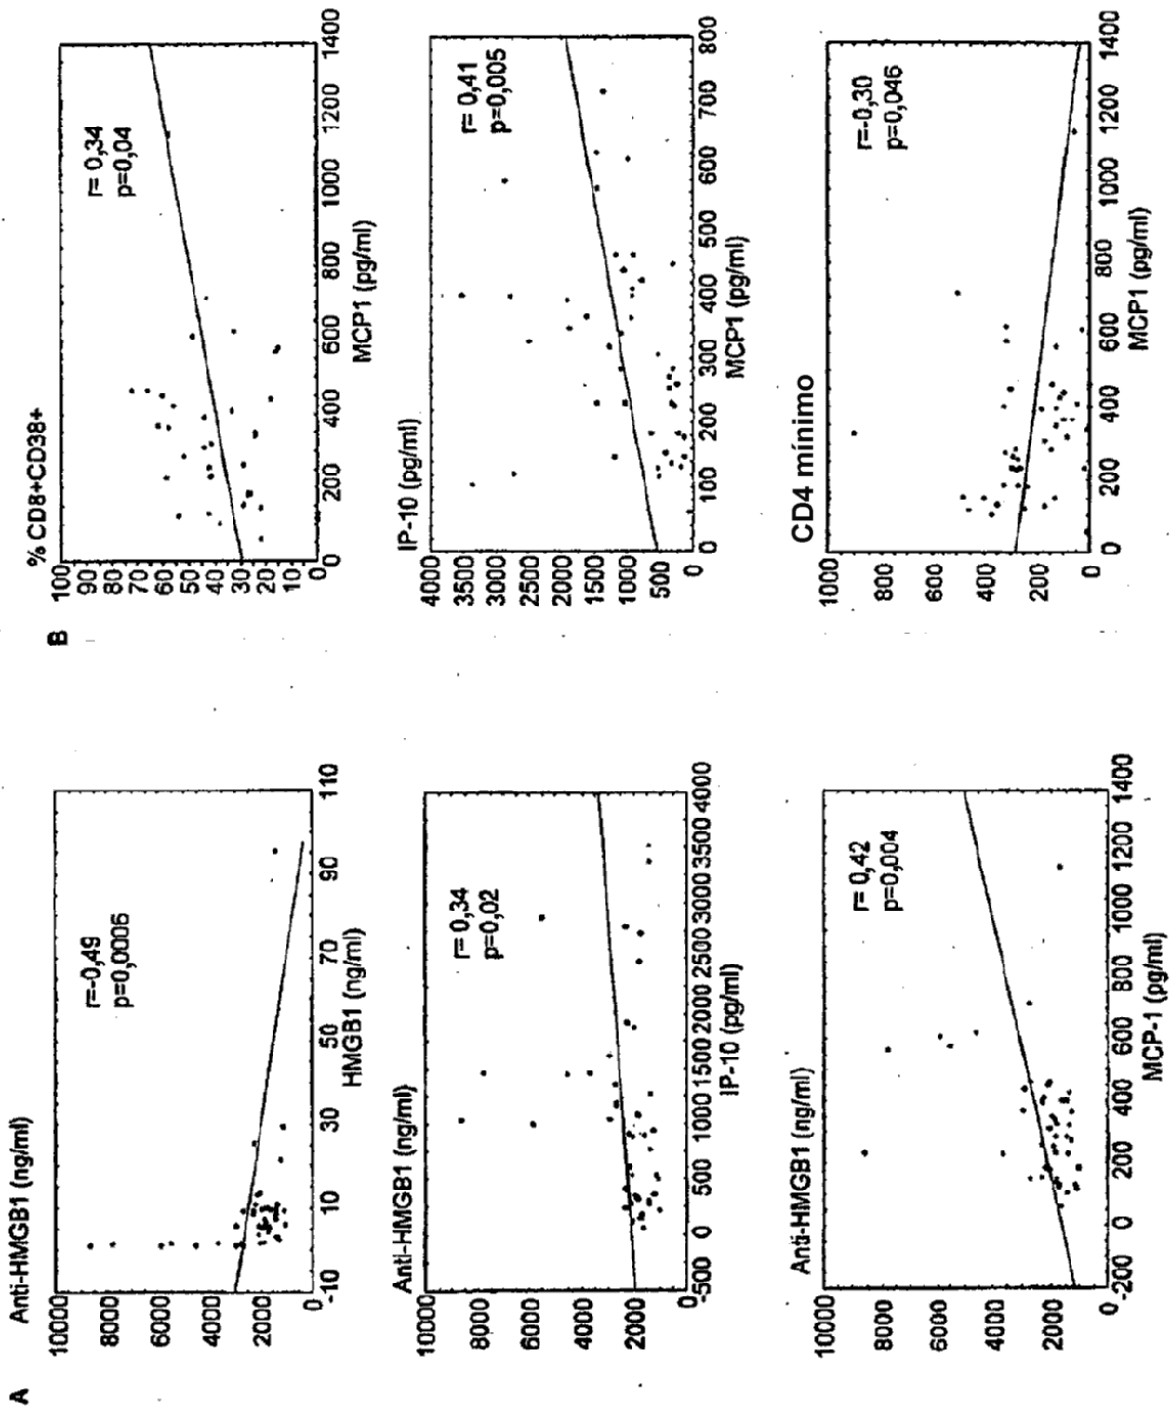 A
Anti-HMGB1 (ng/ml)
10000
8000
6000
4000
2000
0
-10 10 30 50 70 90 110
HMGB1 (ng/ml)
r=-0,49
p=0,0006
Anti-HMGB1 (ng/ml)
10000
8000
6000
4000
2000
0
-500 0 500 1000 1500 2000 2500 3000 3500 4000
IP-10 (pg/ml)
r= 0,34
p=0,02
Anti-HMGB1 (ng/ml)
10000
8000
6000
4000
2000
0
-200 0 200 400 600 800 1000 1200 1400
MCP-1 (pg/ml)
r= 0,42
p=0,004
B
% CD8+CD38+
100
90
80
70
60
50
40
30
20
10
0
0 200 400 600 800 1000 1200 1400
MCP1 (pg/ml)
r= 0,34
p=0,04
IP-10 (pg/ml)
4000
3500
3000
2500
2000
1500
1000
500
0
0 100 200 300 400 500 600 700 800
MCP1 (pg/ml)
r= 0,41
p=0,005
CD4 mínimo
1000
800
600
400
200
0
0 200 400 600 800 1000 1200 1400
MCP1 (pg/ml)
r=-0,30
p=0,046